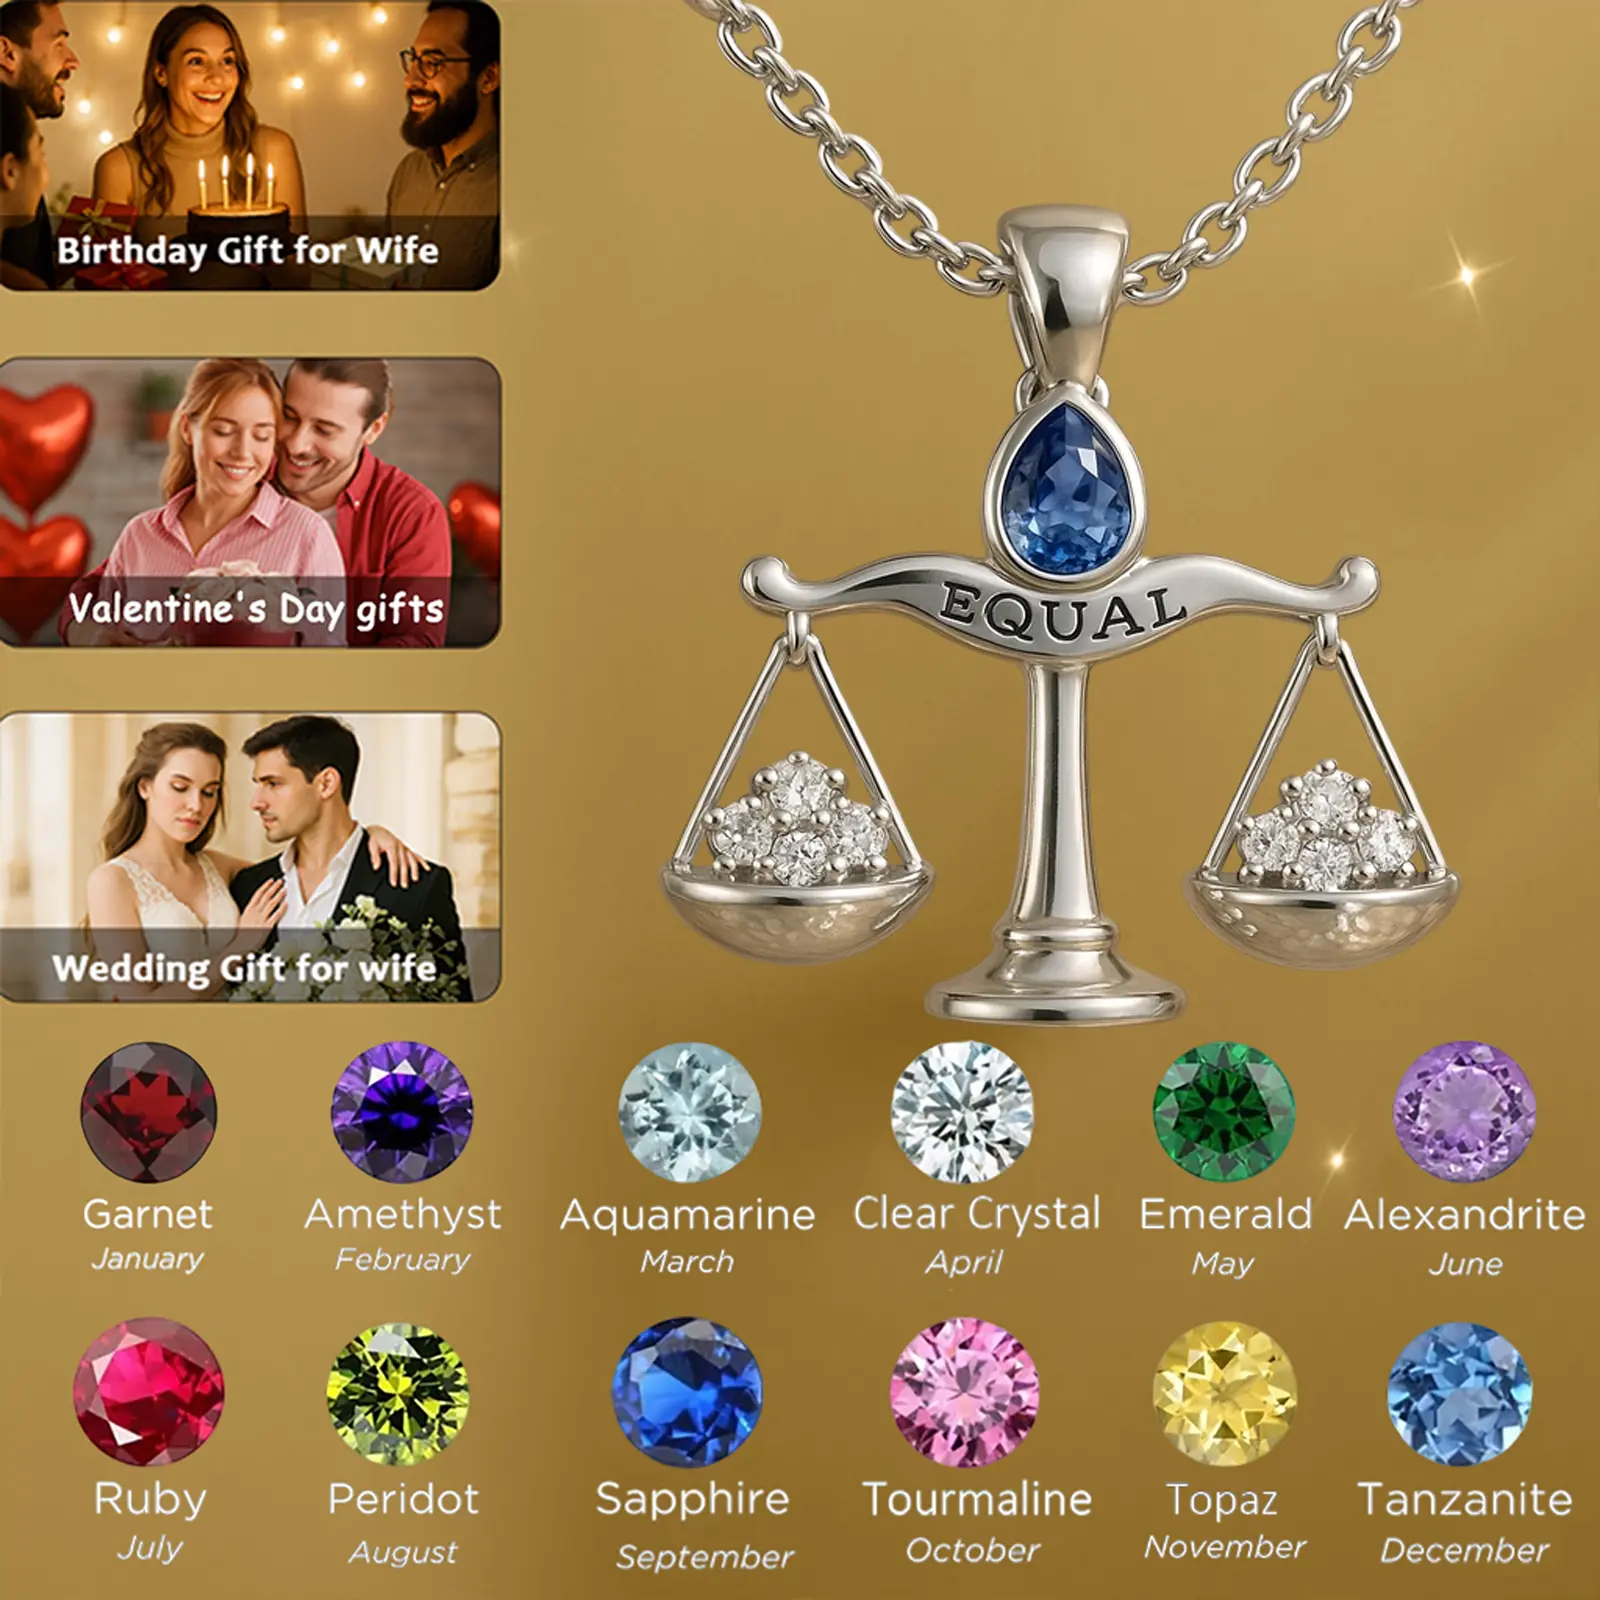 Birthday Gift for Wife
Valentine's Day gifts
Wedding Gift for wife
EQUAL
Garnet
January
Amethyst
February
Aquamarine
March
Clear Crystal
April
Emerald
May
Alexandrite
June
Ruby
July
Peridot
August
Sapphire
September
Tourmaline
October
Topaz
November
Tanzanite
December